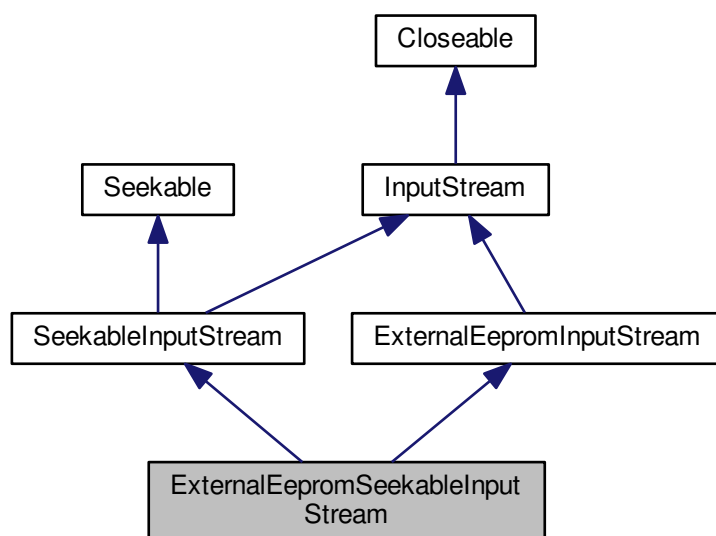 Closeable
Seekable
InputStream
SeekableInputStream
ExternalEepromInputStream
ExternalEepromSeekableInput
Stream